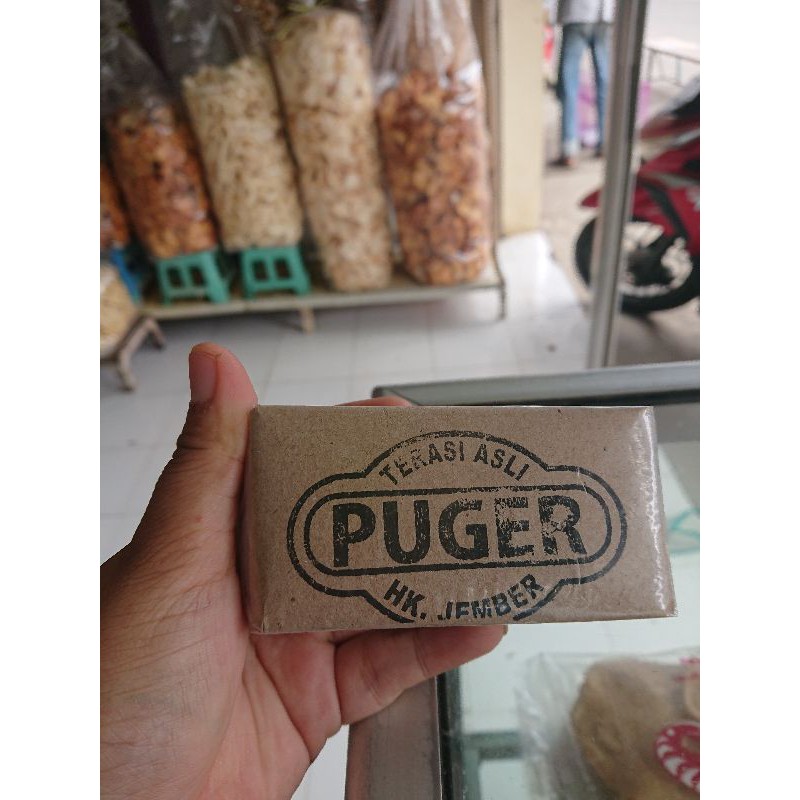 TERASI ASLI
PUGER
HK. JEMBER